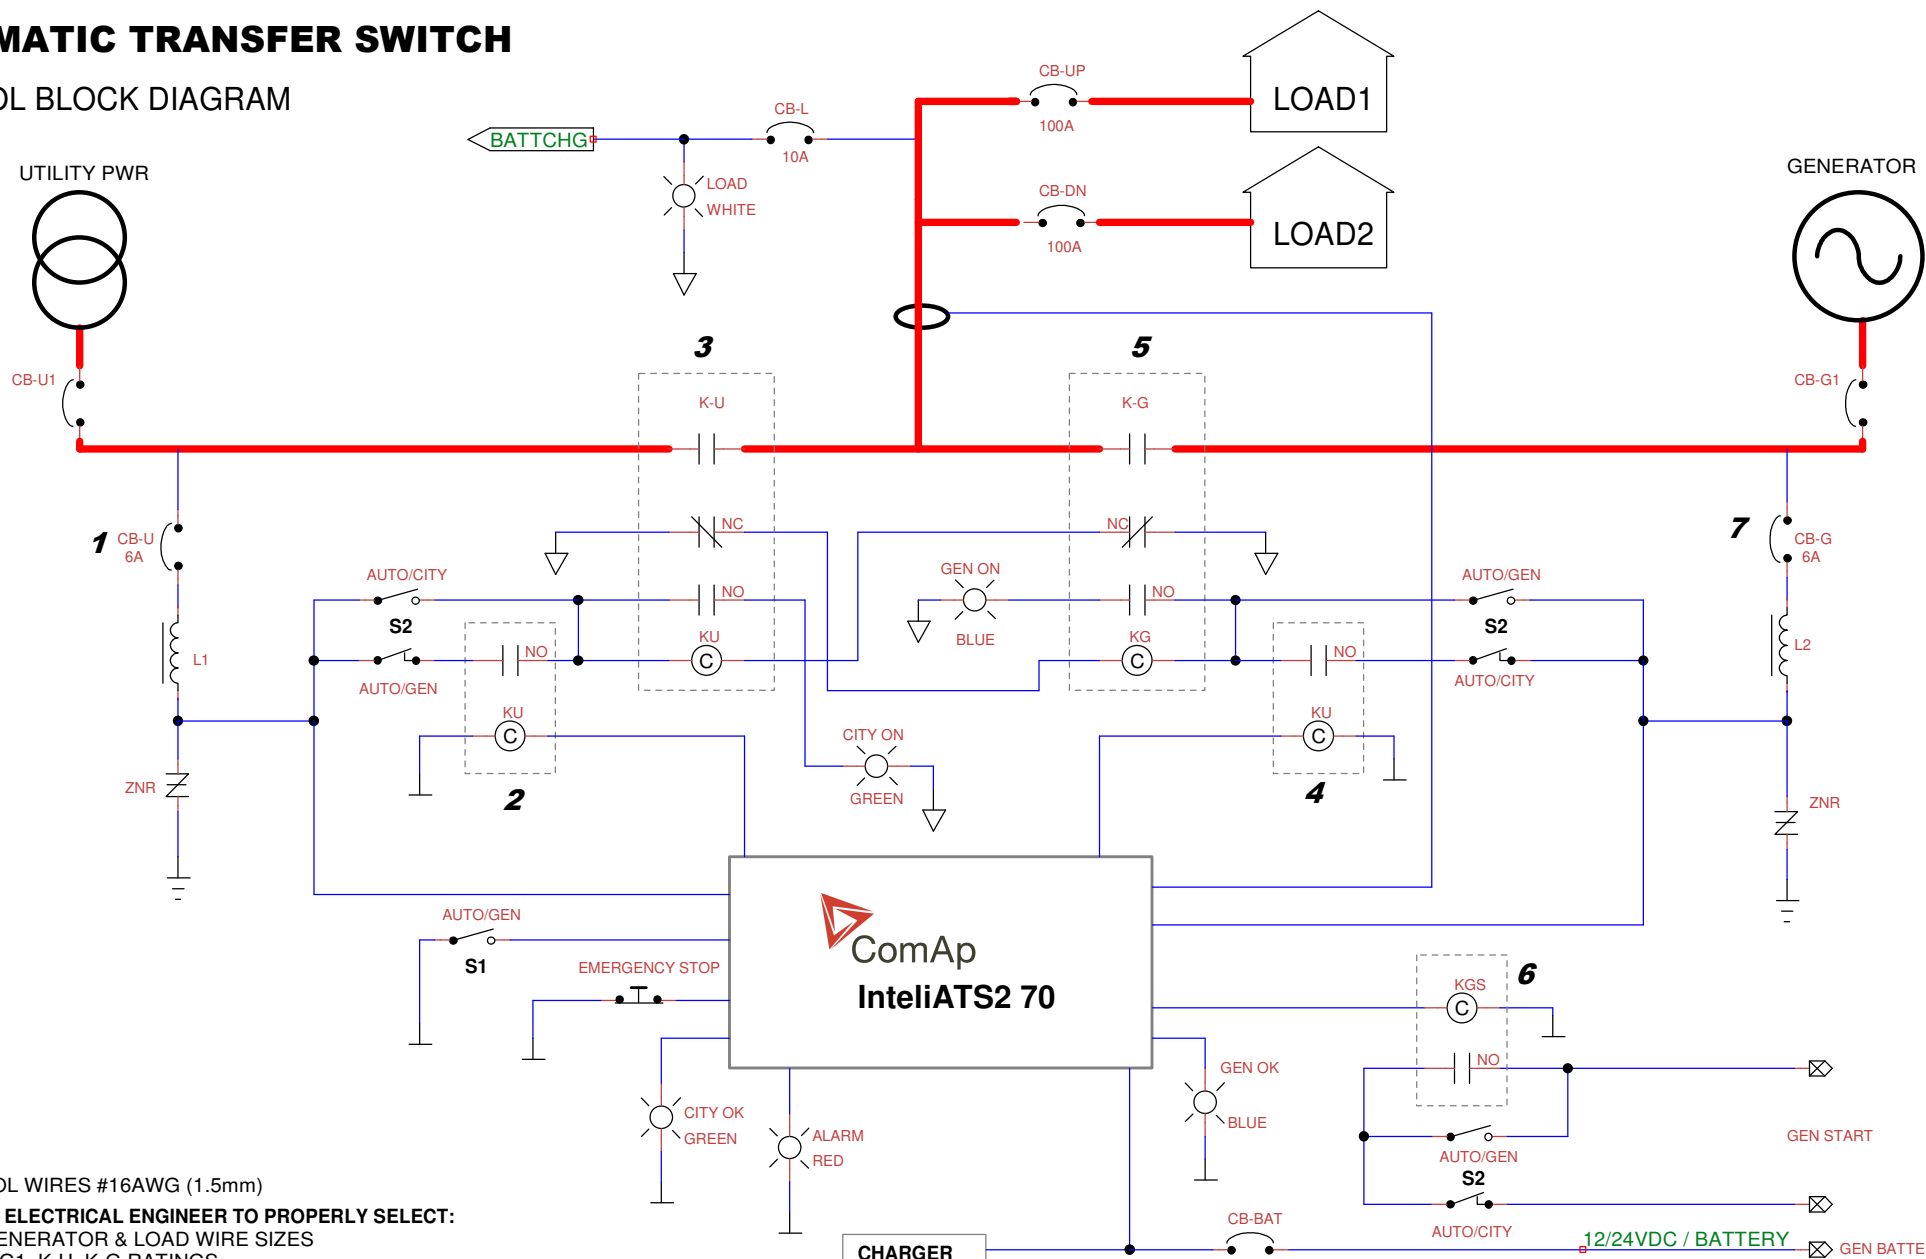 MATIC TRANSFER SWITCH
OL BLOCK DIAGRAM
UTILITY PWR
GENERATOR
BATTCHG
CB-L
10A
LOAD
WHITE
CB-UP
100A
LOAD1
CB-DN
100A
LOAD2
CB-U1
CB-G1
3
K-U
5
K-G
1
CB-U
6A
NC
NC
7
CB-G
6A
AUTO/CITY
S2
NO
GEN ON
BLUE
NO
AUTO/GEN
S2
L1
AUTO/GEN
NO
KU
C
KG
C
NO
AUTO/CITY
L2
KU
C
2
CITY ON
GREEN
KU
C
4
ZNR
ZNR
AUTO/GEN
S1
EMERGENCY STOP
ComAp
InteliATS2 70
KGS
C
6
NO
CITY OK
GREEN
ALARM
RED
GEN OK
BLUE
AUTO/GEN
S2
AUTO/CITY
GEN START
OL WIRES #16AWG (1.5mm)
ELECTRICAL ENGINEER TO PROPERLY SELECT:
ENERATOR & LOAD WIRE SIZES
G1, K-U, K-G RATINGS
CHARGER
CB-BAT
12/24VDC / BATTERY
GEN BATTE